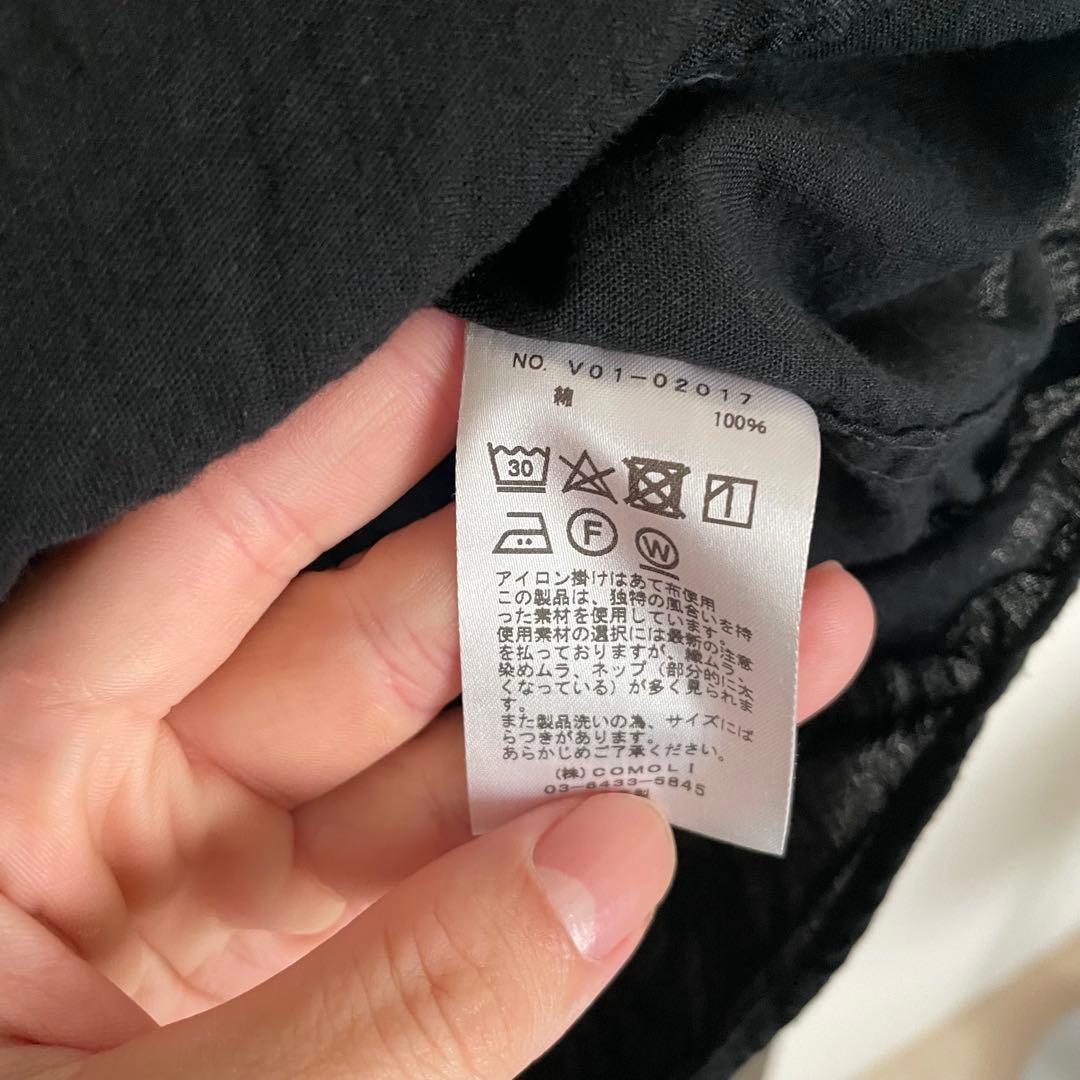 NO. V01-02017
綿 100%
30
F W
アイロン掛けはあて布使用
この製品は、独特の風合いを持
った素材を使用しています。
使用素材の選択には最新の注意
を払っておりますが、織ムラ、
染めムラ、ネップ（部分的に太
くなっている）が多く見られま
す。
また製品洗いの為、サイズにば
らつきがあります。
あらかじめご了承ください。
(株)COMOLI
03-6433-5845
製